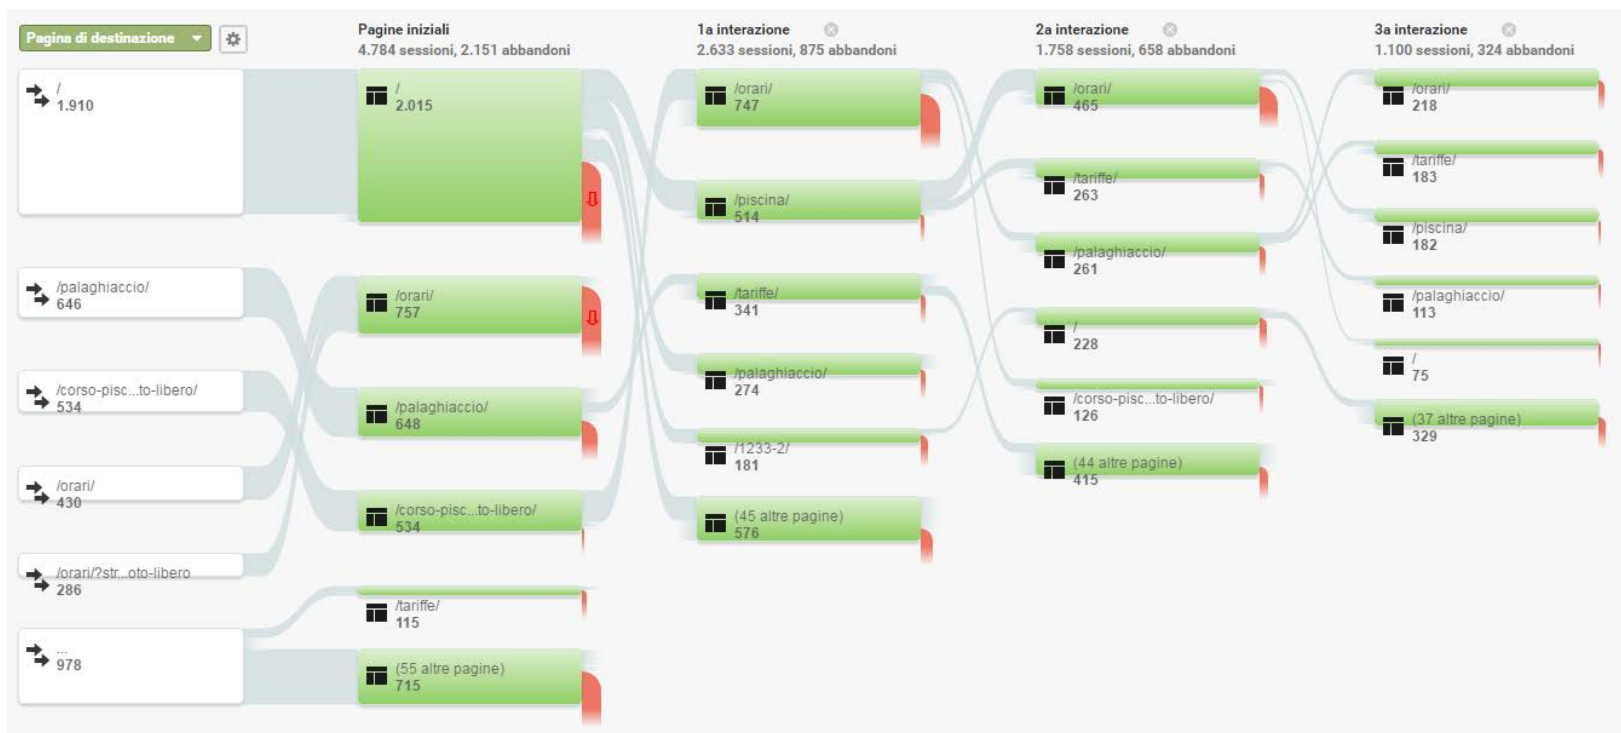 Pagina di destinazione
/
1.910
/palaghiaccio/
646
/corso-pisc...to-libero/
534
/orari/
430
/orari/?str...oto-libero
286
...
978
Pagine iniziali
4.784 sessioni, 2.151 abbandoni
/
2.015
/orari/
757
/palaghiaccio/
648
/corso-pisc...to-libero/
534
/tariffe/
115
(55 altre pagine)
715
1a interazione
2.633 sessioni, 875 abbandoni
/orari/
747
/piscina/
514
/tariffe/
341
/palaghiaccio/
274
/1233-2/
181
(45 altre pagine)
576
2a interazione
1.758 sessioni, 658 abbandoni
/orari/
465
/tariffe/
263
/palaghiaccio/
261
/
228
/corso-pisc...to-libero/
126
(44 altre pagine)
415
3a interazione
1.100 sessioni, 324 abbandoni
/orari/
218
/tariffe/
183
/piscina/
182
/palaghiaccio/
113
/
75
(37 altre pagine)
329